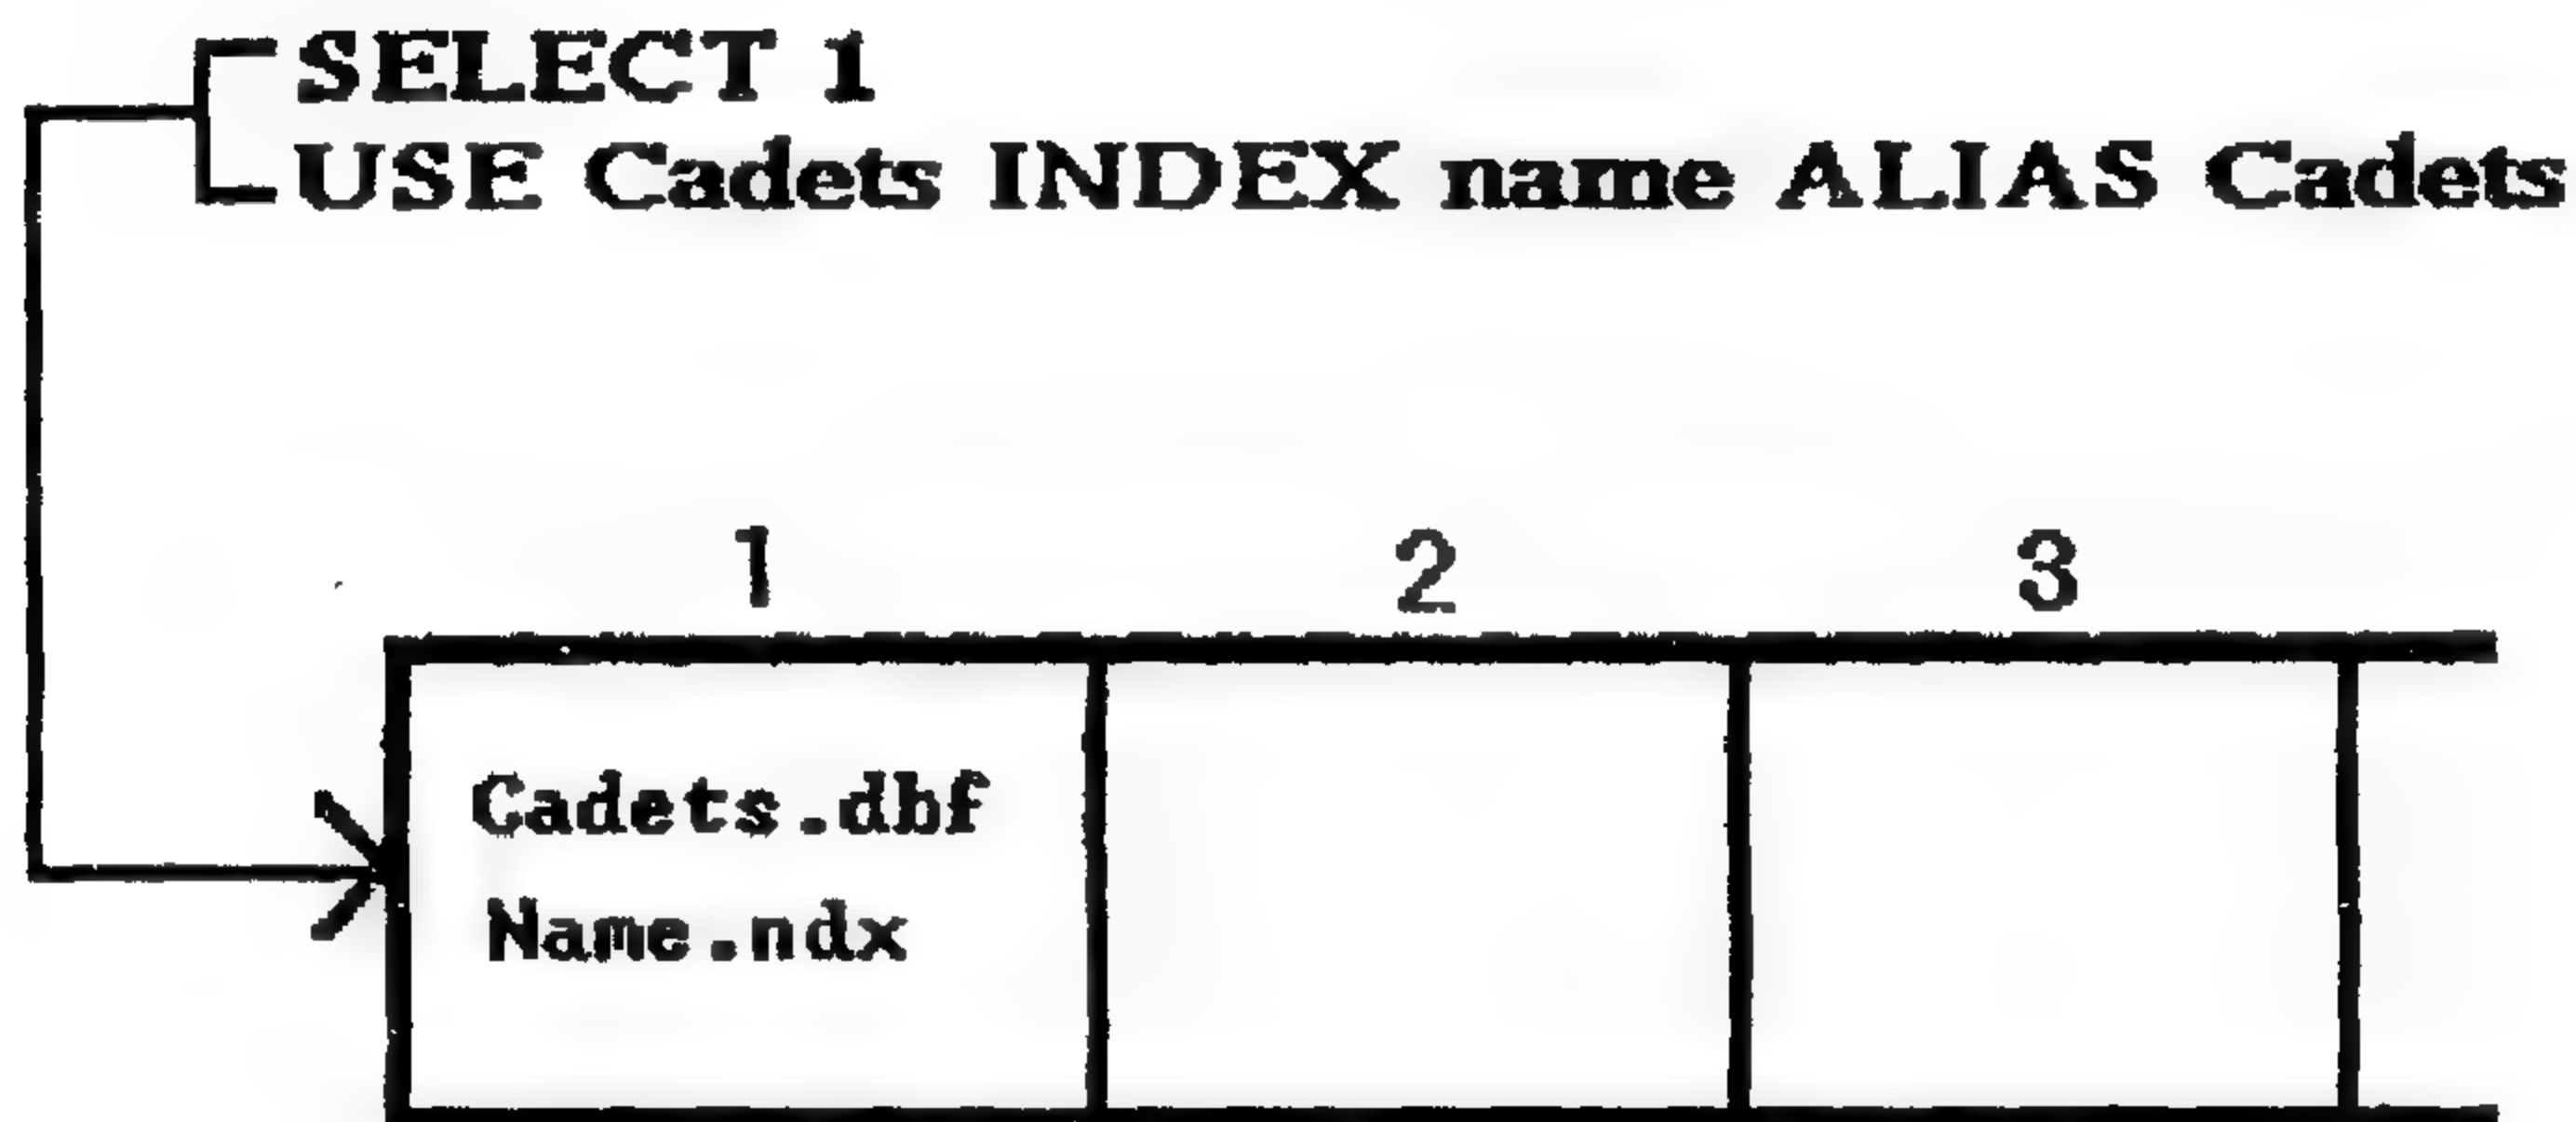 SELECT 1
USE Cadets INDEX name ALIAS Cadets
1 2 3
Cadets.dbf
Name.ndx